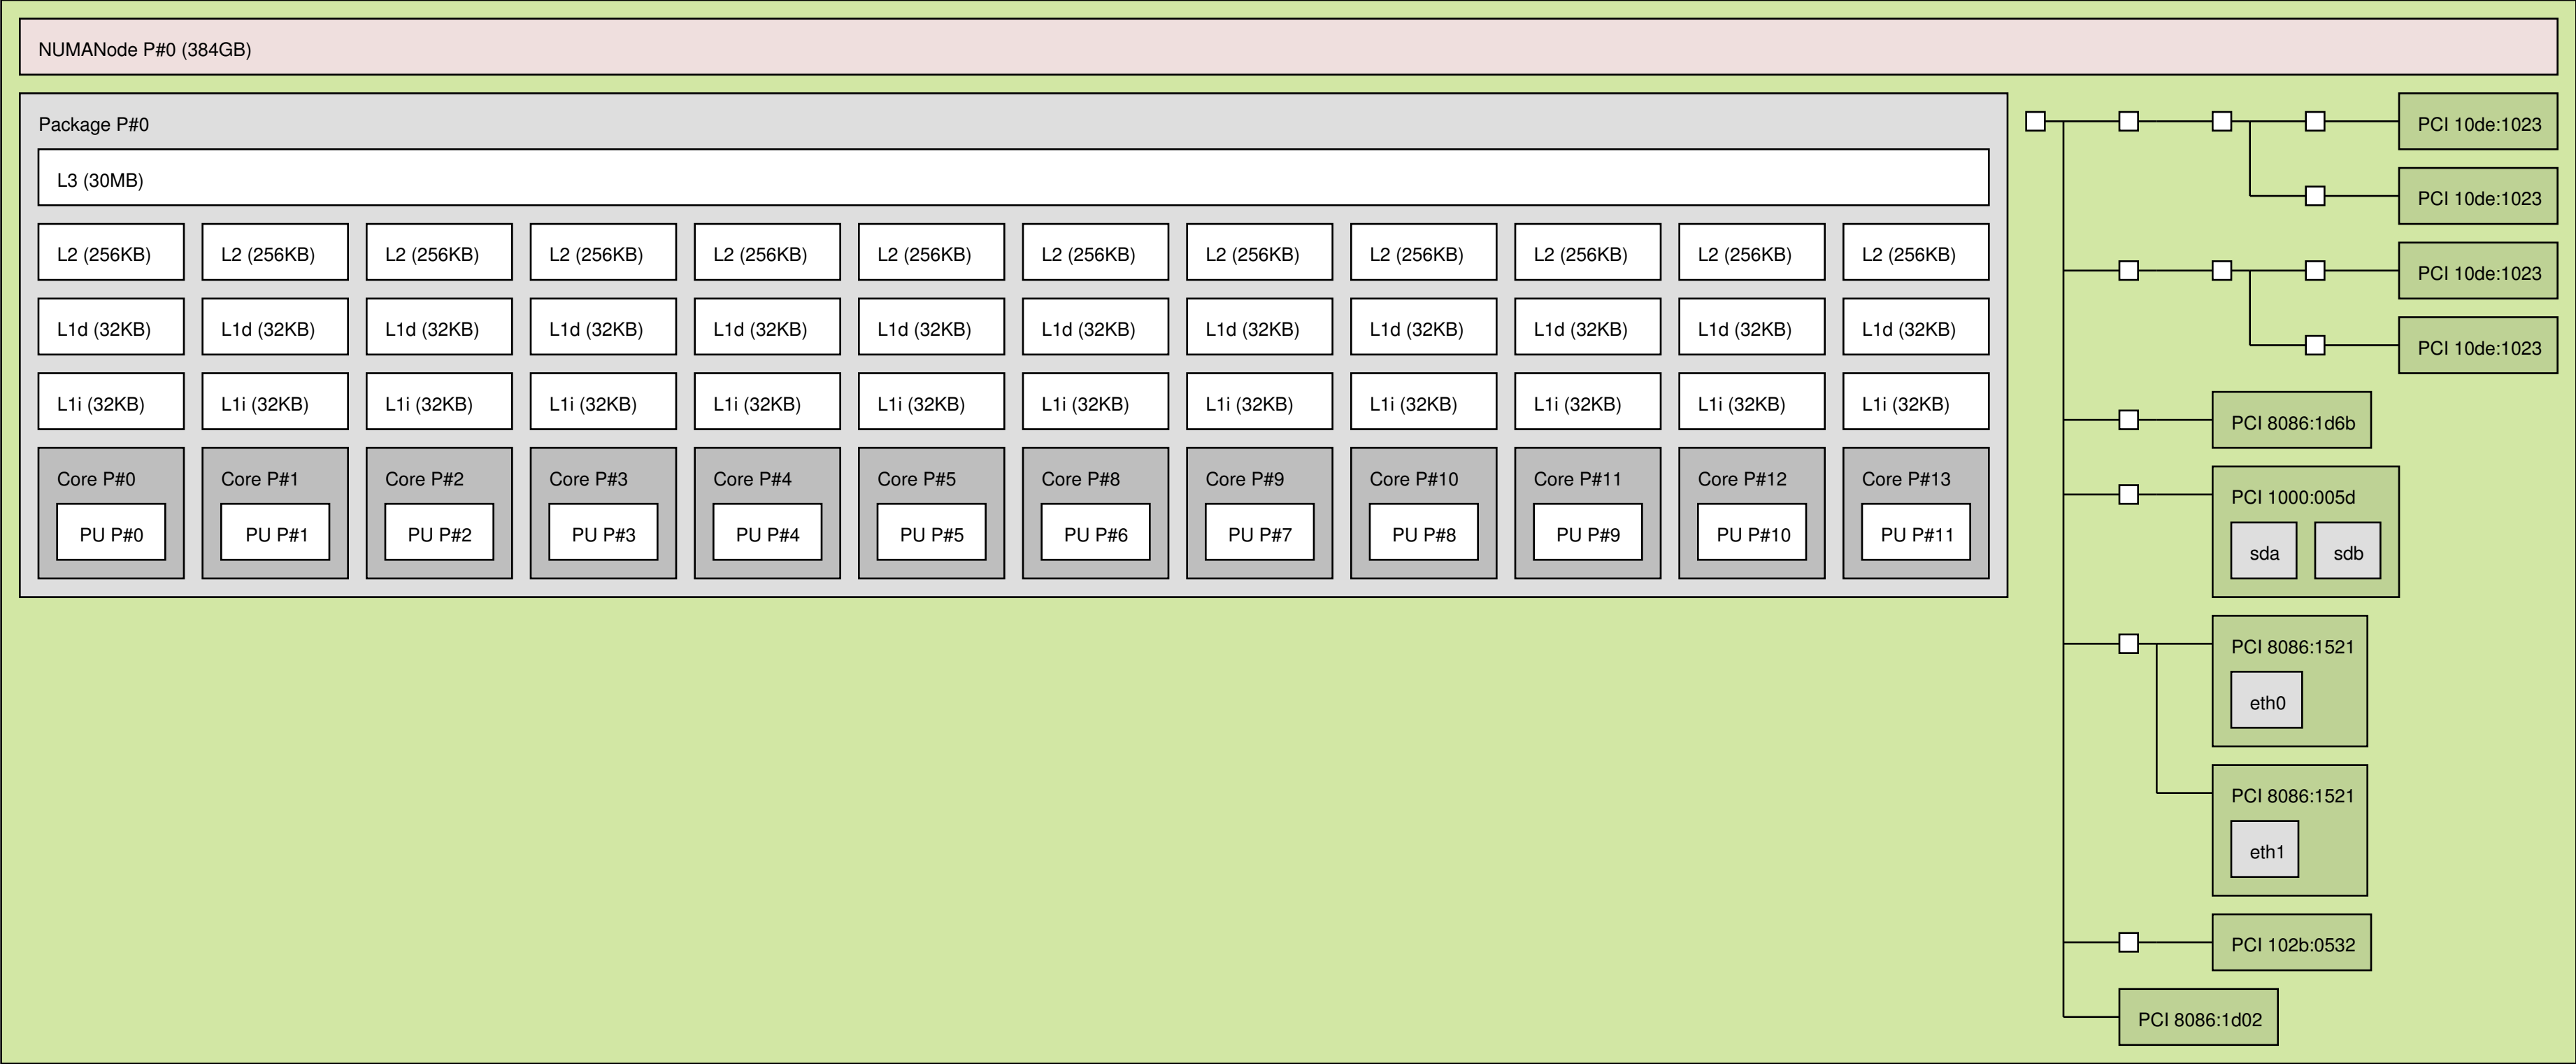 NUMANode P#0 (384GB)
Package P#0
L3 (30MB)
L2 (256KB) L2 (256KB) L2 (256KB) L2 (256KB) L2 (256KB) L2 (256KB) L2 (256KB) L2 (256KB) L2 (256KB) L2 (256KB) L2 (256KB) L2 (256KB)
L1d (32KB) L1d (32KB) L1d (32KB) L1d (32KB) L1d (32KB) L1d (32KB) L1d (32KB) L1d (32KB) L1d (32KB) L1d (32KB) L1d (32KB) L1d (32KB)
L1i (32KB) L1i (32KB) L1i (32KB) L1i (32KB) L1i (32KB) L1i (32KB) L1i (32KB) L1i (32KB) L1i (32KB) L1i (32KB) L1i (32KB) L1i (32KB)
Core P#0 Core P#1 Core P#2 Core P#3 Core P#4 Core P#5 Core P#8 Core P#9 Core P#10 Core P#11 Core P#12 Core P#13
PU P#0 PU P#1 PU P#2 PU P#3 PU P#4 PU P#5 PU P#6 PU P#7 PU P#8 PU P#9 PU P#10 PU P#11
PCI 10de:1023
PCI 10de:1023
PCI 10de:1023
PCI 10de:1023
PCI 8086:1d6b
PCI 1000:005d
sda sdb
PCI 8086:1521
eth0
PCI 8086:1521
eth1
PCI 102b:0532
PCI 8086:1d02